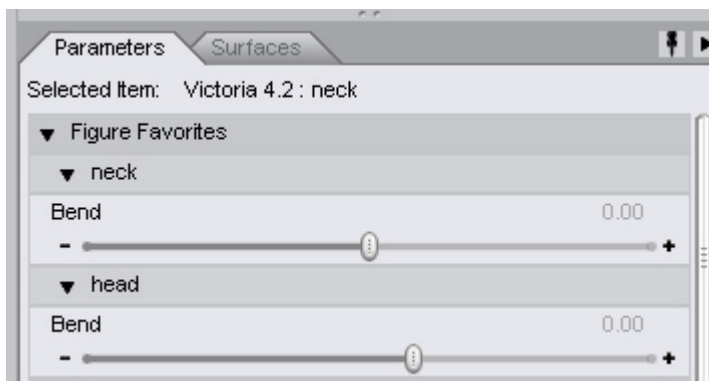 Parameters Surfaces
Selected Item: Victoria 4.2 : neck
Figure Favorites
neck
Bend 0.00
- +
head
Bend 0.00
- +